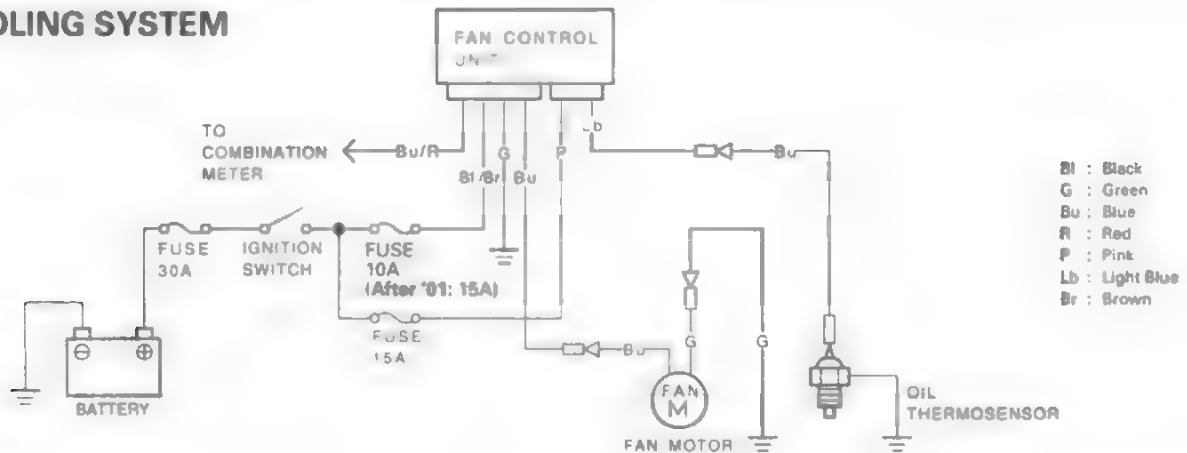 OLING SYSTEM
FAN CONTROL
TO
COMBINATION
METER
Bu/R
Bl/Br
G
Bu
P
Lb
Bu
FUSE
30A
IGNITION
SWITCH
FUSE
10A
(After '01: 15A)
FUSE
15A
BATTERY
Bu
G
G
FAN
M
FAN MOTOR
OIL
THERMOSENSOR
Bl : Black
G : Green
Bu : Blue
R : Red
P : Pink
Lb : Light Blue
Br : Brown